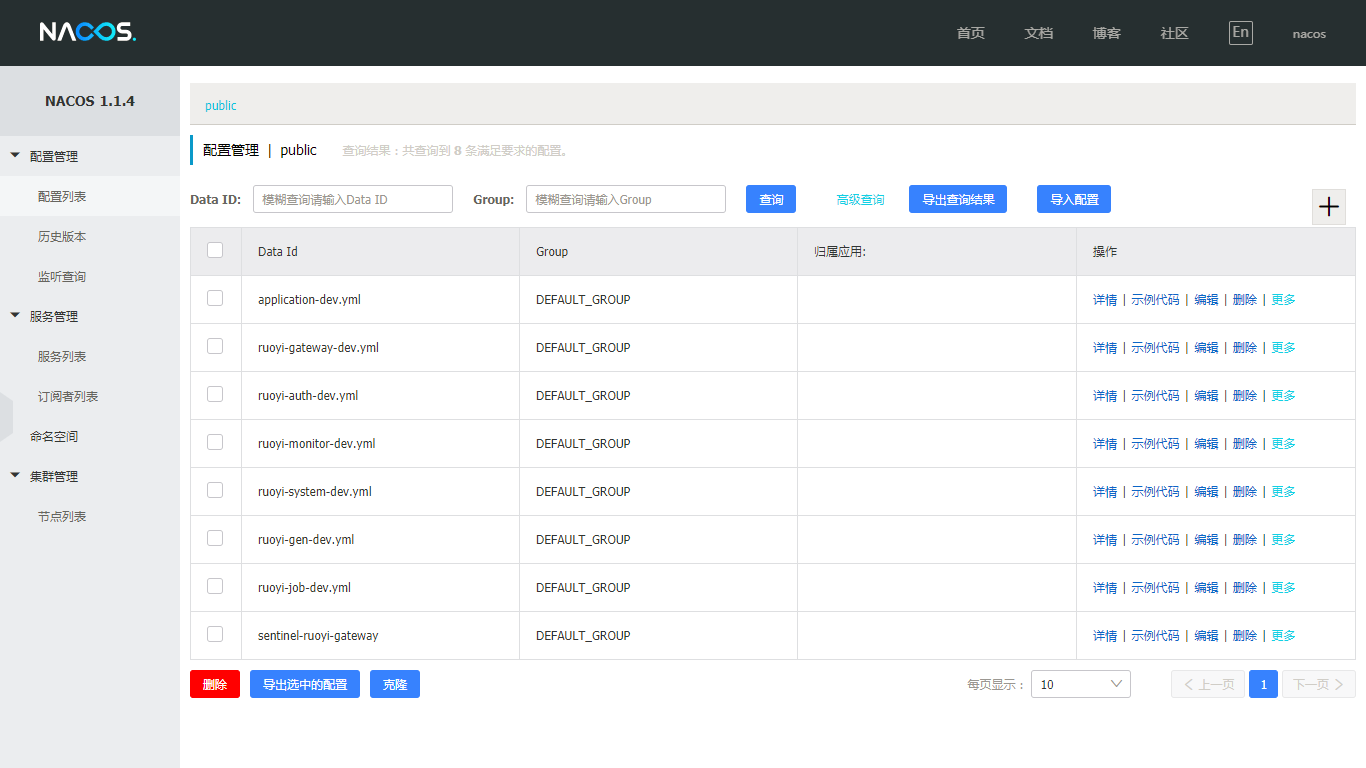 NACOS. 首页 文档 博客 社区 En nacos
NACOS 1.1.4
配置管理
配置列表
历史版本
监听查询
服务管理
服务列表
订阅者列表
命名空间
集群管理
节点列表
public
配置管理 | public 查询结果：共查询到 8 条满足要求的配置。
Data ID: 模糊查询请输入Data ID Group: 模糊查询请输入Group 查询 高级查询 导出查询结果 导入配置
Data Id Group 归属应用: 操作
application-dev.yml DEFAULT_GROUP 详情 | 示例代码 | 编辑 | 删除 | 更多
ruoyi-gateway-dev.yml DEFAULT_GROUP 详情 | 示例代码 | 编辑 | 删除 | 更多
ruoyi-auth-dev.yml DEFAULT_GROUP 详情 | 示例代码 | 编辑 | 删除 | 更多
ruoyi-monitor-dev.yml DEFAULT_GROUP 详情 | 示例代码 | 编辑 | 删除 | 更多
ruoyi-system-dev.yml DEFAULT_GROUP 详情 | 示例代码 | 编辑 | 删除 | 更多
ruoyi-gen-dev.yml DEFAULT_GROUP 详情 | 示例代码 | 编辑 | 删除 | 更多
ruoyi-job-dev.yml DEFAULT_GROUP 详情 | 示例代码 | 编辑 | 删除 | 更多
sentinel-ruoyi-gateway DEFAULT_GROUP 详情 | 示例代码 | 编辑 | 删除 | 更多
删除 导出选中的配置 克隆 每页显示： 10 上一页 1 下一页